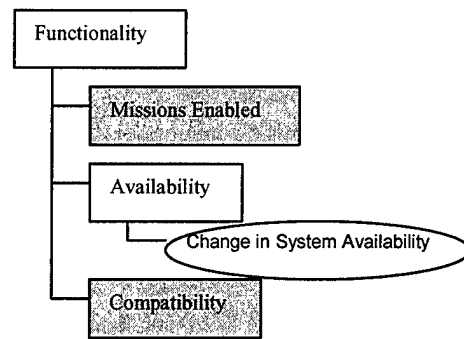 Functionality
Missions Enabled
Availability
Change in System Availability
Compatibility